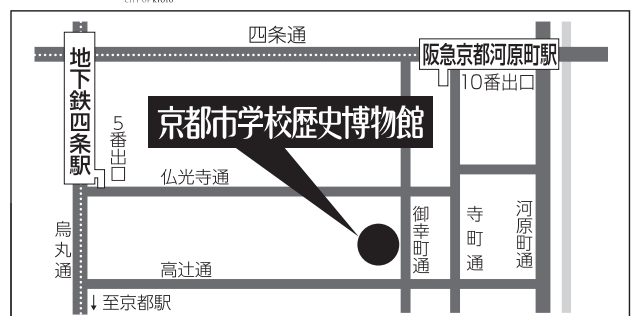 CITY OF KYOTO
四条通
阪急京都河原町駅
10番出口
地下鉄四条駅
5番出口
京都市学校歴史博物館
仏光寺通
烏丸通
高辻通
御幸町通
寺町通
河原町通
↓至京都駅